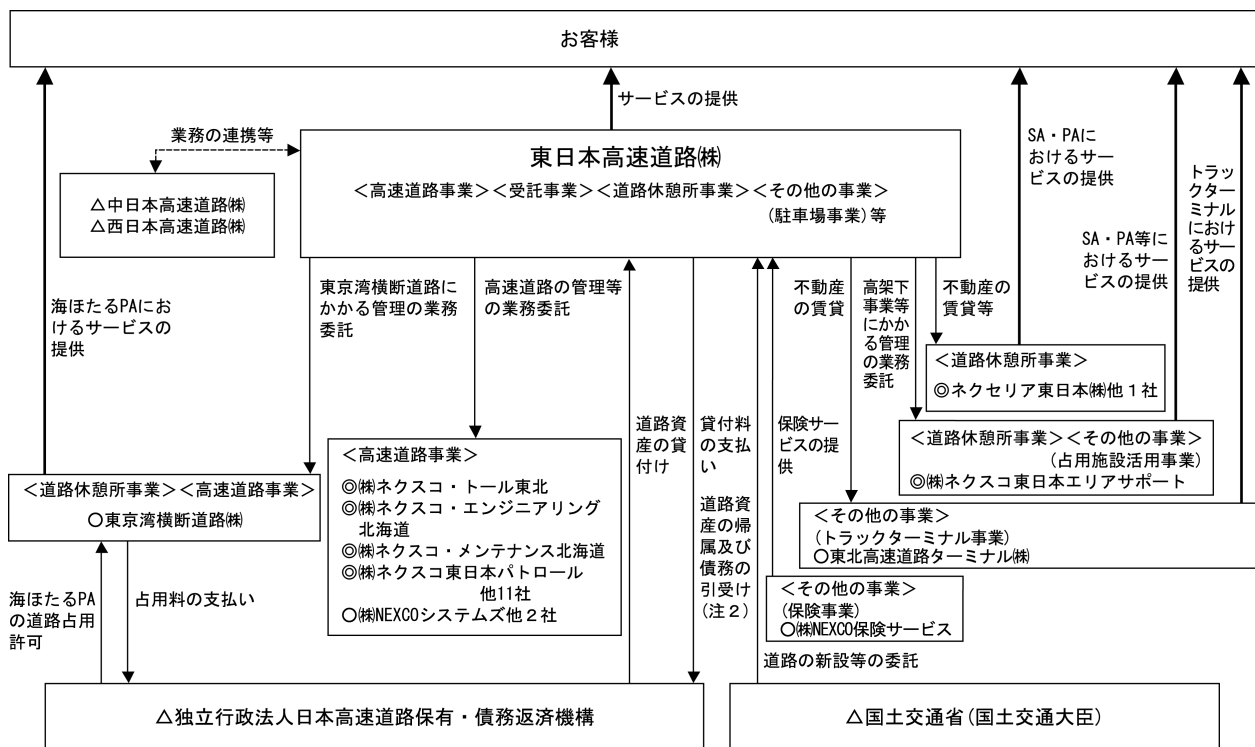 お客様
サービスの提供
業務の連携等
東日本高速道路㈱
＜高速道路事業＞＜受託事業＞＜道路休憩所事業＞＜その他の事業＞
(駐車場事業)等
△中日本高速道路㈱
△西日本高速道路㈱
SA・PAに
おけるサー
ビスの提供
トラッ
クター
ミナル
におけ
るサー
ビスの
提供
SA・PA等に
おけるサー
ビスの提供
海ほたるPAにお
けるサービスの
提供
東京湾横断道路に
かかる管理の業務
委託
高速道路の管理等
の業務委託
不動産
の賃貸
高架下
事業等
にかか
る管理
の業務
委託
不動産の
賃貸等
＜道路休憩所事業＞
◎ネクセリア東日本㈱他１社
＜道路休憩所事業＞＜その他の事業＞
(占用施設活用事業)
◎㈱ネクスコ東日本エリアサポート
道路資
産の貸
付け
貸付料
の支払
い
保険サー
ビスの提
供
＜高速道路事業＞
◎㈱ネクスコ・トール東北
◎㈱ネクスコ・エンジニアリング
北海道
◎㈱ネクスコ・メンテナンス北海道
◎㈱ネクスコ東日本パトロール
他11社
○㈱NEXCOシステムズ他２社
＜道路休憩所事業＞＜高速道路事業＞
○東京湾横断道路㈱
道路資
産の帰
属及び
債務の
引受け
(注２)
＜その他の事業＞
(トラックターミナル事業)
○東北高速道路ターミナル㈱
＜その他の事業＞
(保険事業)
○㈱NEXCO保険サービス
海ほたるPA
の道路占用
許可
占用料の支払い
道路の新設等の委託
△独立行政法人日本高速道路保有・債務返済機構
△国土交通省(国土交通大臣)